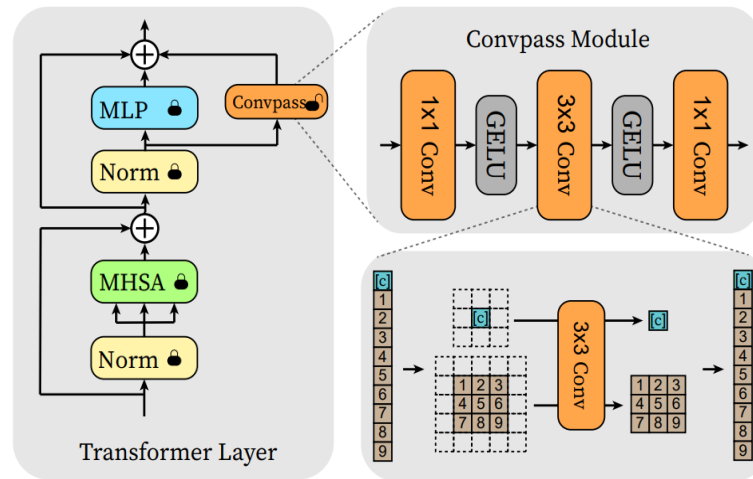 MLP
Norm
MHSA
Norm
Convpass
Transformer Layer
Convpass Module
1x1 Conv
GELU
3x3 Conv
GELU
1x1 Conv
[c]
1
2
3
4
5
6
7
8
9
[c]
1 2 3
4 5 6
7 8 9
3x3 Conv
[c]
1 2 3
4 5 6
7 8 9
[c]
1
2
3
4
5
6
7
8
9